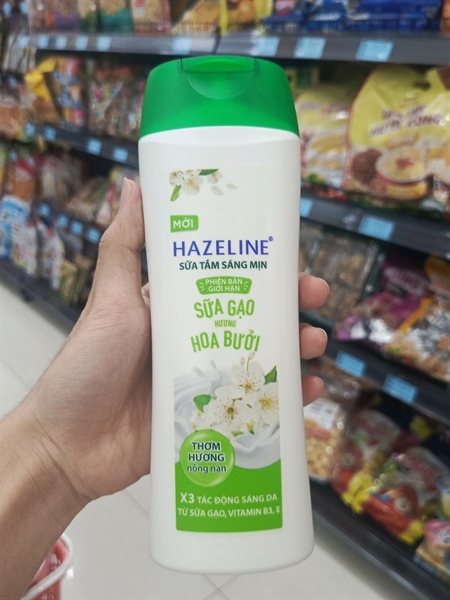 MỚI
HAZELINE®
SỮA TẮM SÁNG MỊN
PHIÊN BẢN
GIỚI HẠN
SỮA GẠO
HƯƠNG
HOA BƯỞI
THƠM
HƯƠNG
nồng nàn
X3 TÁC ĐỘNG SÁNG DA
TỪ SỮA GẠO, VITAMIN B3, E